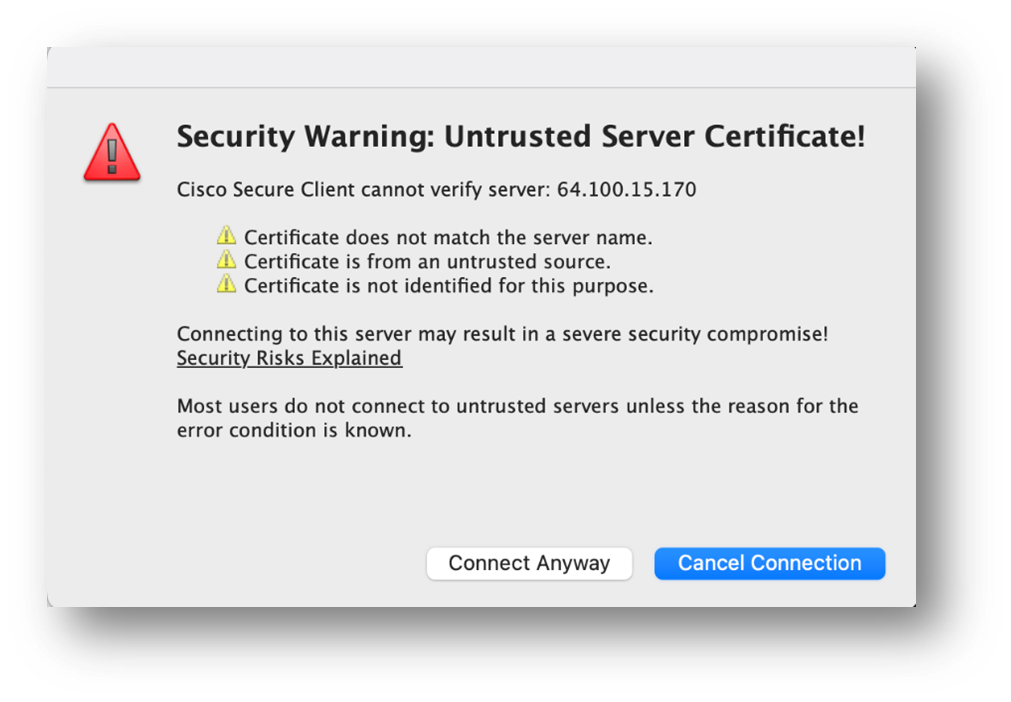 Security Warning: Untrusted Server Certificate!
Cisco Secure Client cannot verify server: 64.100.15.170
Certificate does not match the server name.
Certificate is from an untrusted source.
Certificate is not identified for this purpose.
Connecting to this server may result in a severe security compromise!
Security Risks Explained
Most users do not connect to untrusted servers unless the reason for the
error condition is known.
Connect Anyway
Cancel Connection